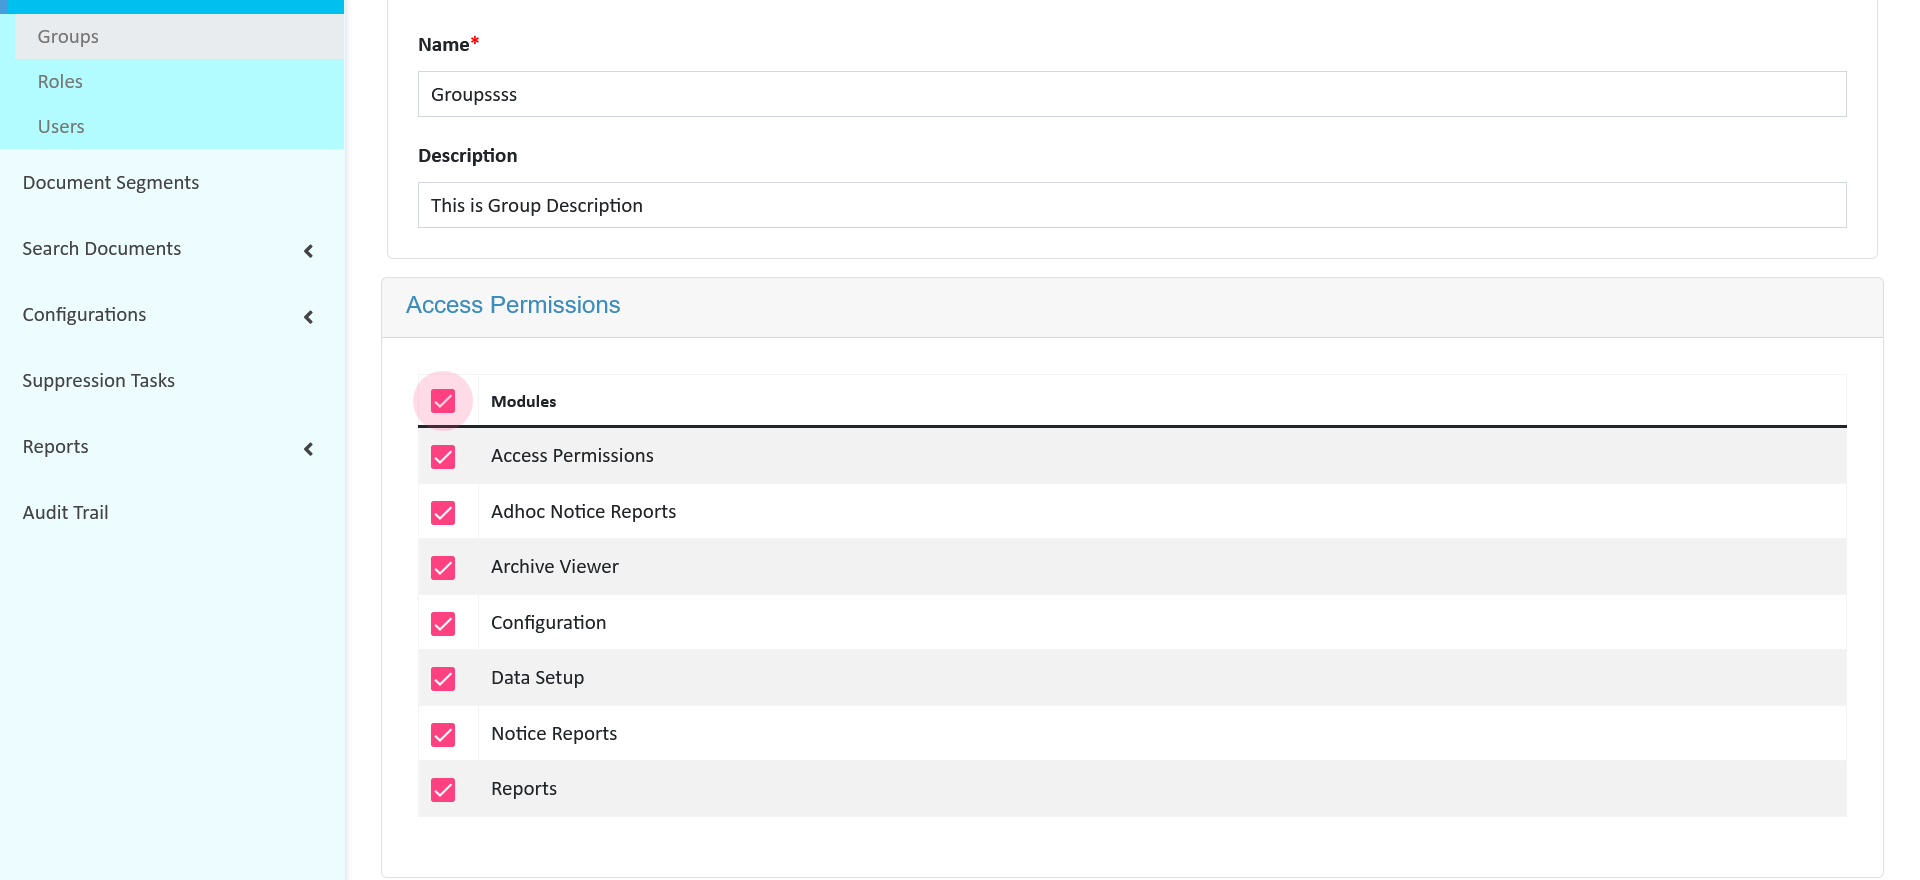 Groups
Roles
Users
Document Segments
Search Documents
Configurations
Suppression Tasks
Reports
Audit Trail
Name*
Groupssss
Description
This is Group Description
Access Permissions
Modules
Access Permissions
Adhoc Notice Reports
Archive Viewer
Configuration
Data Setup
Notice Reports
Reports